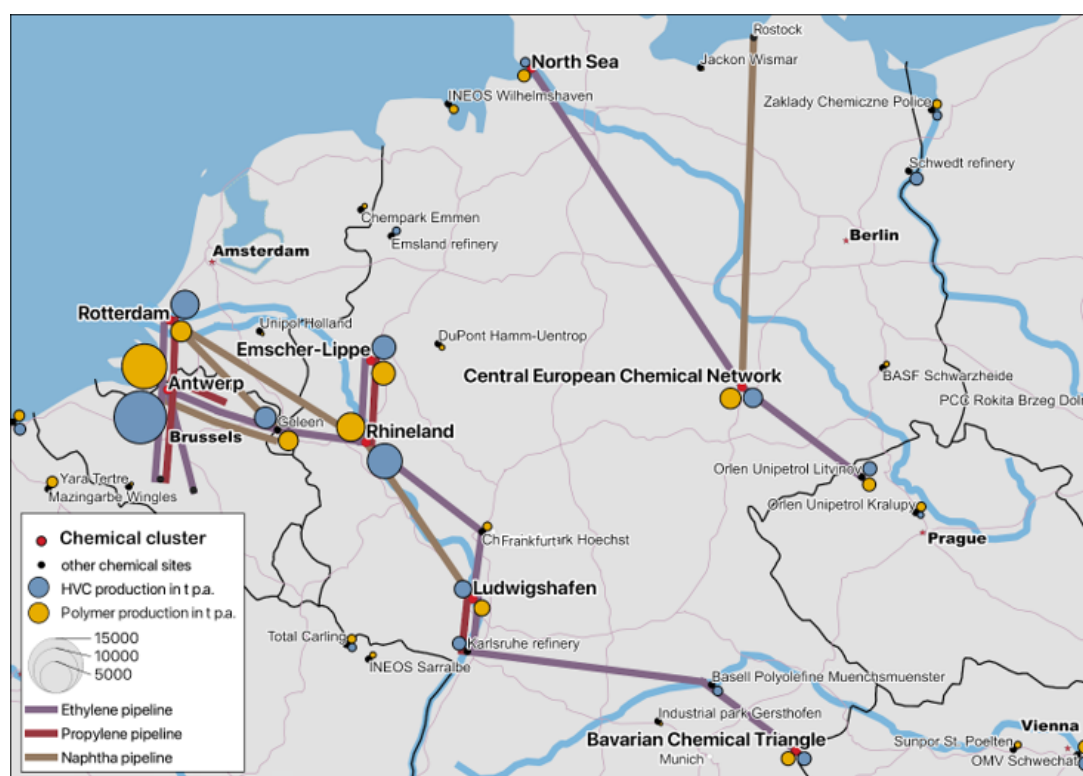 Rostock
North Sea
Jackon Wismar
INEOS Wilhelmshaven
Zaklady Chemiczne Police
Schwedt refinery
Chempark Emmen
Emsland refinery
Berlin
Amsterdam
Rotterdam
Unipol Holland
Emscher-Lippe
DuPont Hamm-Uentrop
Central European Chemical Network
BASF Schwarzheide
Antwerp
PCC Rokita Brzeg Doln
Geleen
Rhineland
Brussels
Orlen Unipetrol Litvinov
Yara Tertre
Mazingarbe Wingles
Orlen Unipetrol Kralupy
Frankfurt
Hoechst
Prague
Ludwigshafen
Total Carling
Karlsruhe refinery
INEOS Sarralbe
Basell Polyolefine Muenchsmuenster
Industrial park Gersthofen
Bavarian Chemical Triangle
Munich
Vienna
Sunpor St. Poelten
OMV Schwechat
Chemical cluster
other chemical sites
HVC production in t p.a.
Polymer production in t p.a.
15000
10000
5000
Ethylene pipeline
Propylene pipeline
Naphtha pipeline